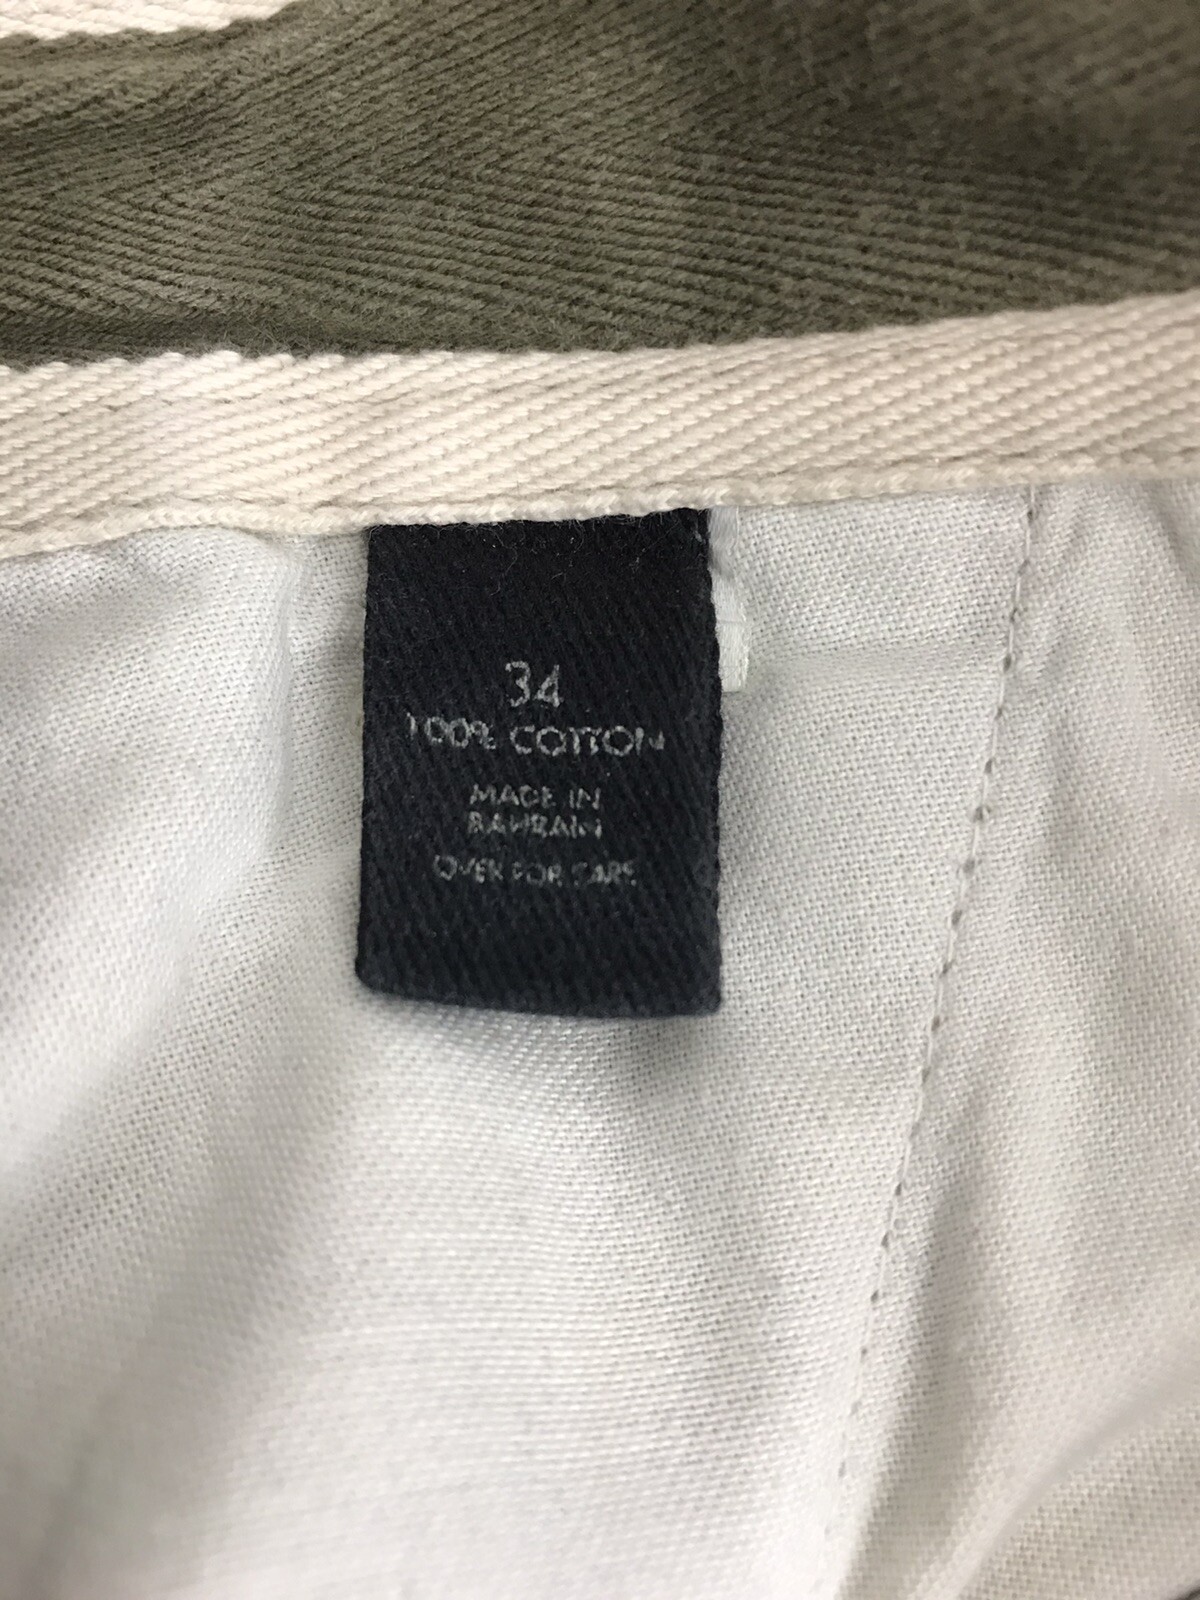 34
100% COTTON
MADE IN
BAHRAIN
OVER FOR CARE